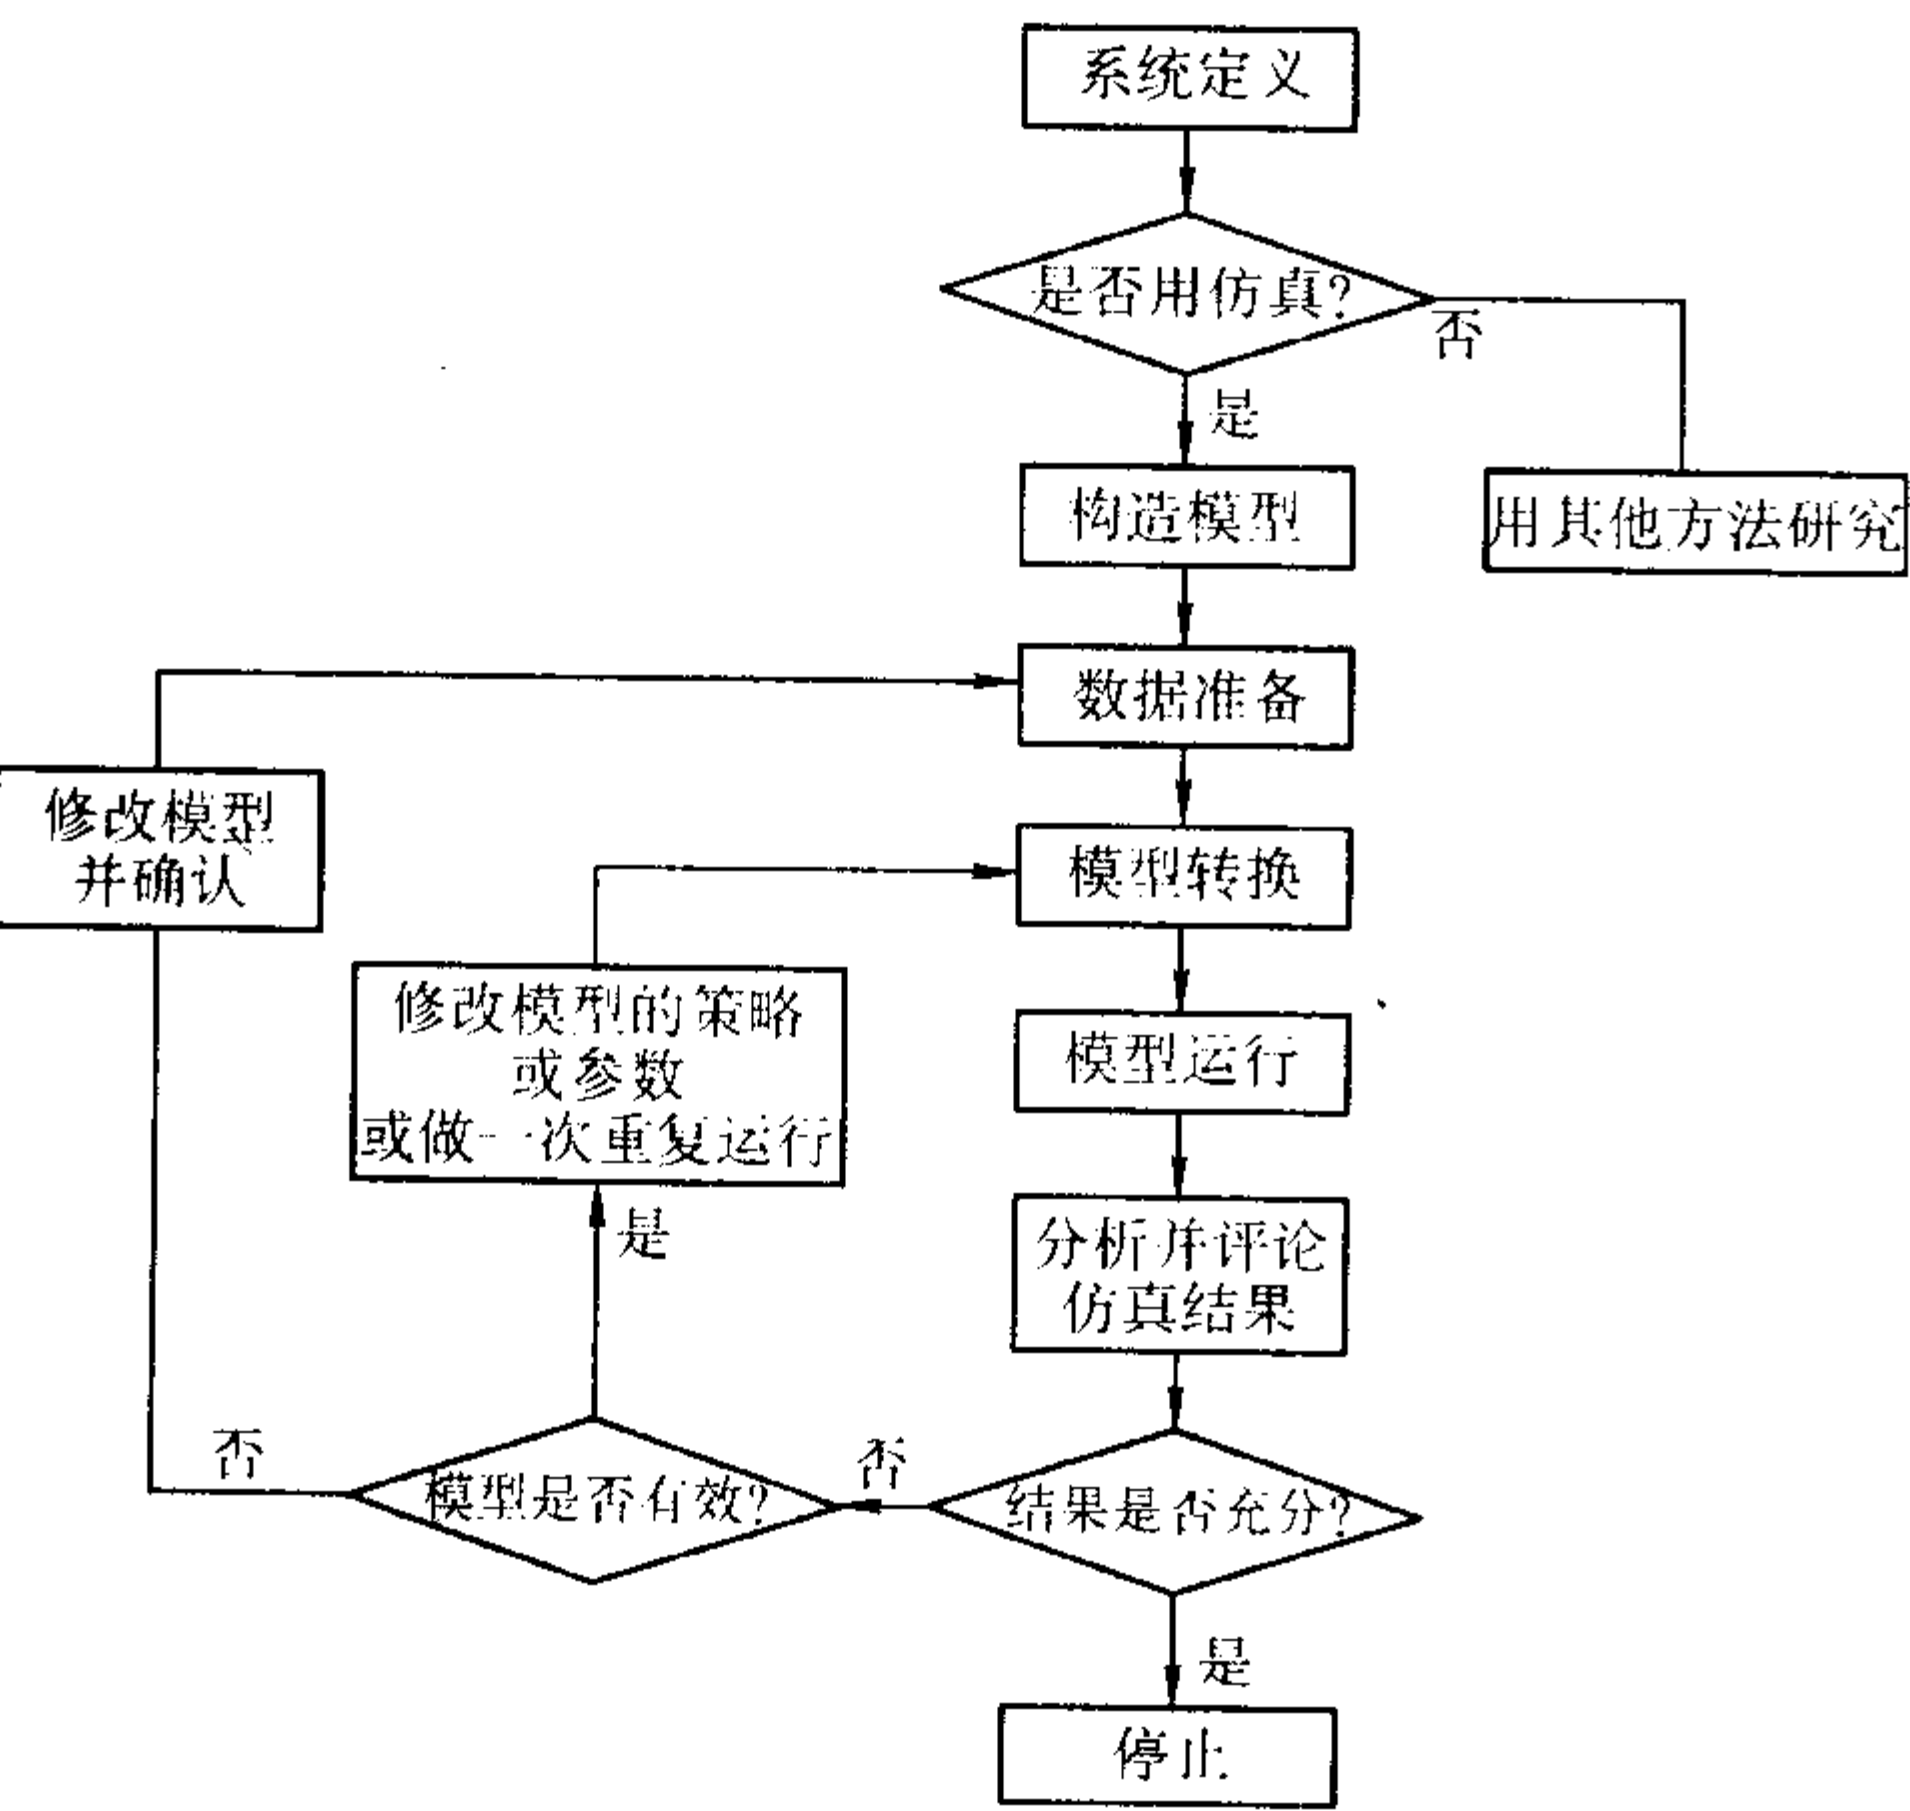 系统定义
是否用仿真?
否
是
构造模型
用其他方法研究
数据准备
修改模型
并确认
模型转换
修改模型的策略
或参数
或做一次重复运行
模型运行
是
分析并评论
仿真结果
否
模型是否有效?
否
结果是否充分?
是
停止